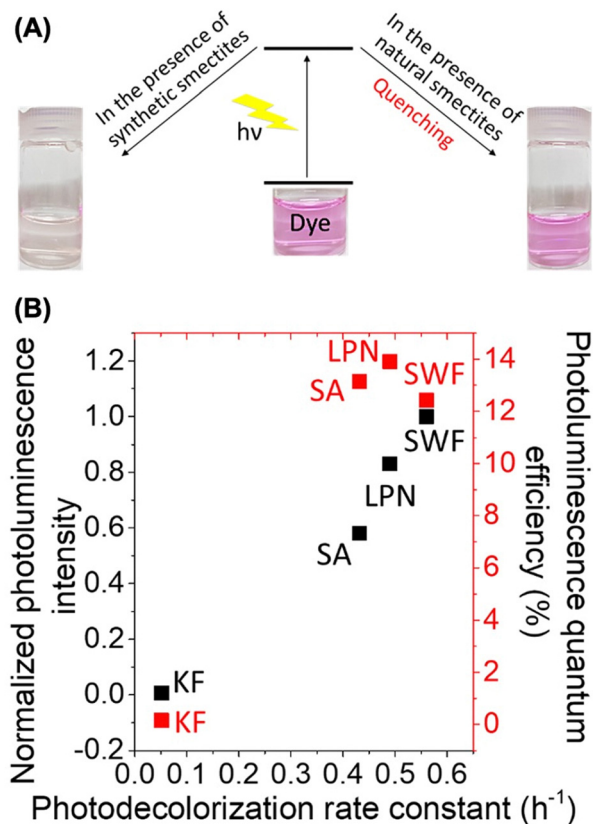 (A)
In the presence of
synthetic smectites
hν
Dye
In the presence of
natural smectites
Quenching
(B)
Normalized photoluminescence
intensity
1.2
1.0
0.8
0.6
0.4
0.2
0.0
-0.2
LPN
SA
SWF
SWF
LPN
SA
KF
KF
14
12
10
8
6
4
2
0
Photoluminescence quantum
efficiency (%)
0.0 0.1 0.2 0.3 0.4 0.5 0.6
Photodecolorization rate constant (h⁻¹)